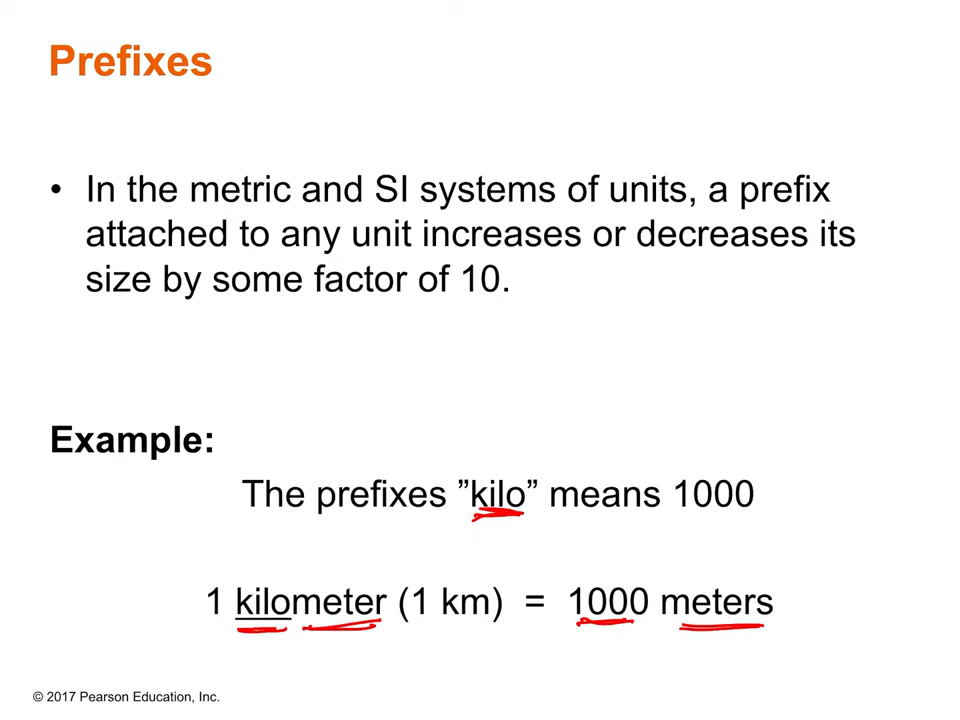 Prefixes
• In the metric and SI systems of units, a prefix
attached to any unit increases or decreases its
size by some factor of 10.
Example:
The prefixes ”kilo” means 1000
1 kilometer (1 km) = 1000 meters
© 2017 Pearson Education, Inc.